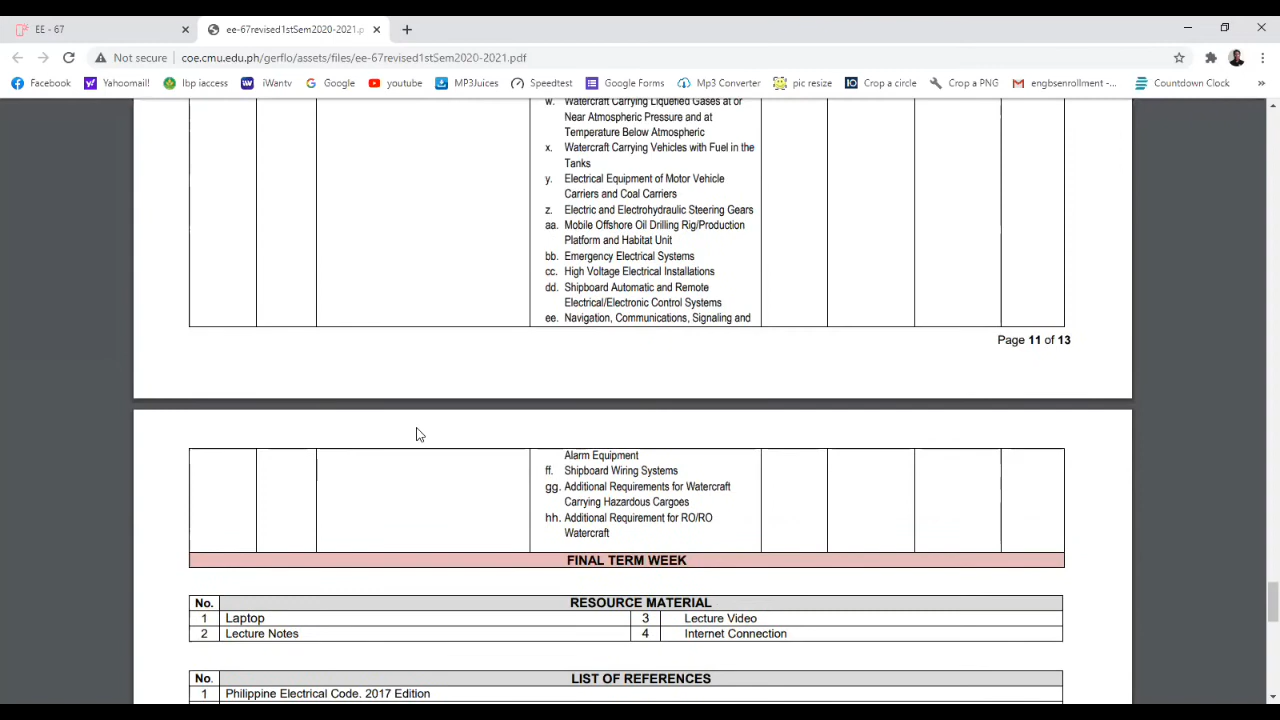 EE - 67
ee-67revised1stSem2020-2021.p
Not secure
coe.cmu.edu.ph/gerflo/assets/files/ee-67revised1stSem2020-2021.pdf
Facebook
Yahoomail!
lbp iaccess
iWantv
Google
youtube
MP3Juices
Speedtest
Google Forms
Mp3 Converter
pic resize
Crop a circle
Crop a PNG
engbsenrollment -...
Countdown Clock
»
w. Watercraft Carrying Liquefied Gases at or
Near Atmospheric Pressure and at
Temperature Below Atmospheric
x. Watercraft Carrying Vehicles with Fuel in the
Tanks
y. Electrical Equipment of Motor Vehicle
Carriers and Coal Carriers
z. Electric and Electrohydraulic Steering Gears
aa. Mobile Offshore Oil Drilling Rig/Production
Platform and Habitat Unit
bb. Emergency Electrical Systems
cc. High Voltage Electrical Installations
dd. Shipboard Automatic and Remote
Electrical/Electronic Control Systems
ee. Navigation, Communications, Signaling and
Page 11 of 13
Alarm Equipment
ff. Shipboard Wiring Systems
gg. Additional Requirements for Watercraft
Carrying Hazardous Cargoes
hh. Additional Requirement for RO/RO
Watercraft
FINAL TERM WEEK
No. RESOURCE MATERIAL
1 Laptop 3 Lecture Video
2 Lecture Notes 4 Internet Connection
No. LIST OF REFERENCES
1 Philippine Electrical Code. 2017 Edition